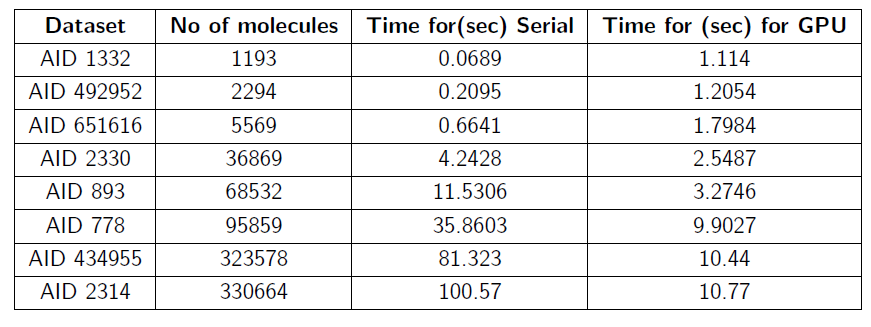 Dataset No of molecules Time for(sec) Serial Time for (sec) for GPU
AID 1332 1193 0.0689 1.114
AID 492952 2294 0.2095 1.2054
AID 651616 5569 0.6641 1.7984
AID 2330 36869 4.2428 2.5487
AID 893 68532 11.5306 3.2746
AID 778 95859 35.8603 9.9027
AID 434955 323578 81.323 10.44
AID 2314 330664 100.57 10.77